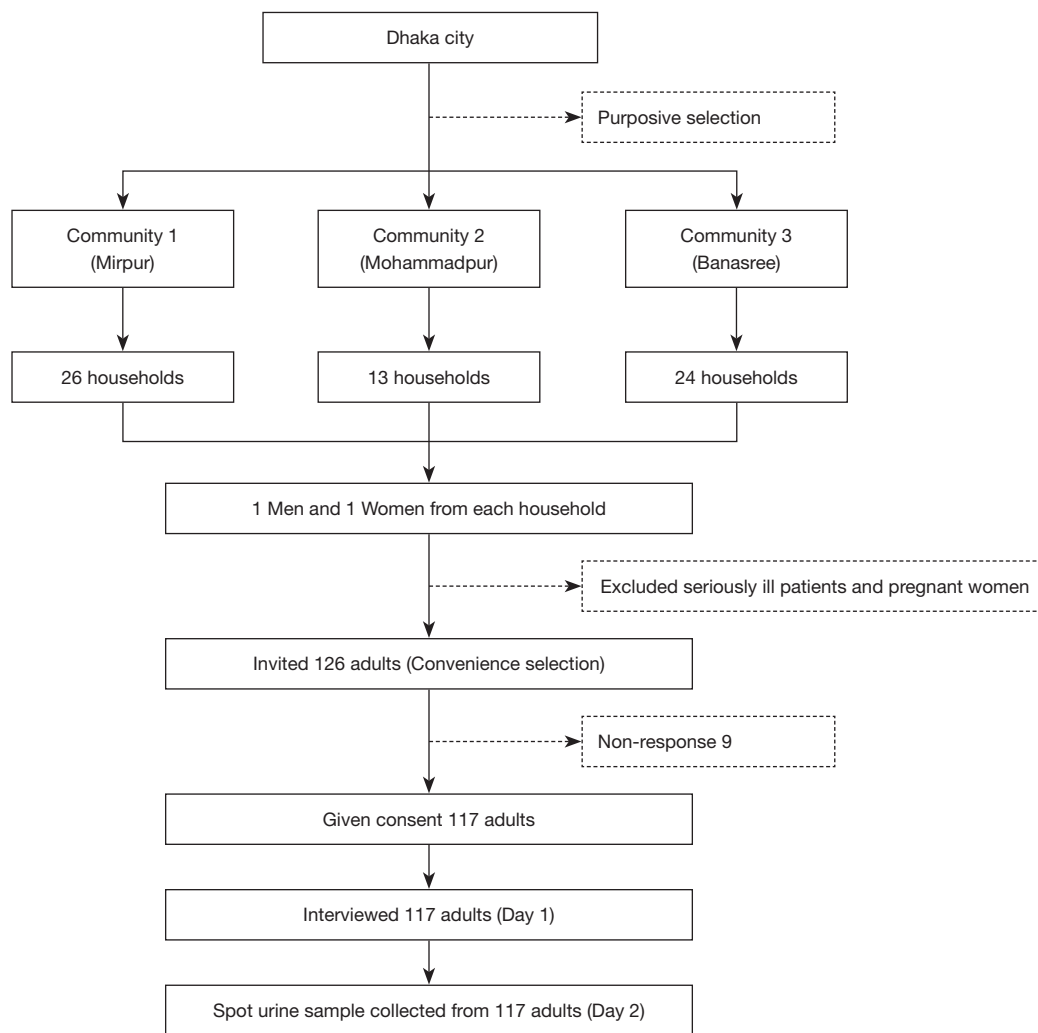 Dhaka city
Purposive selection
Community 1
(Mirpur)
Community 2
(Mohammadpur)
Community 3
(Banasree)
26 households
13 households
24 households
1 Men and 1 Women from each household
Excluded seriously ill patients and pregnant women
Invited 126 adults (Convenience selection)
Non-response 9
Given consent 117 adults
Interviewed 117 adults (Day 1)
Spot urine sample collected from 117 adults (Day 2)